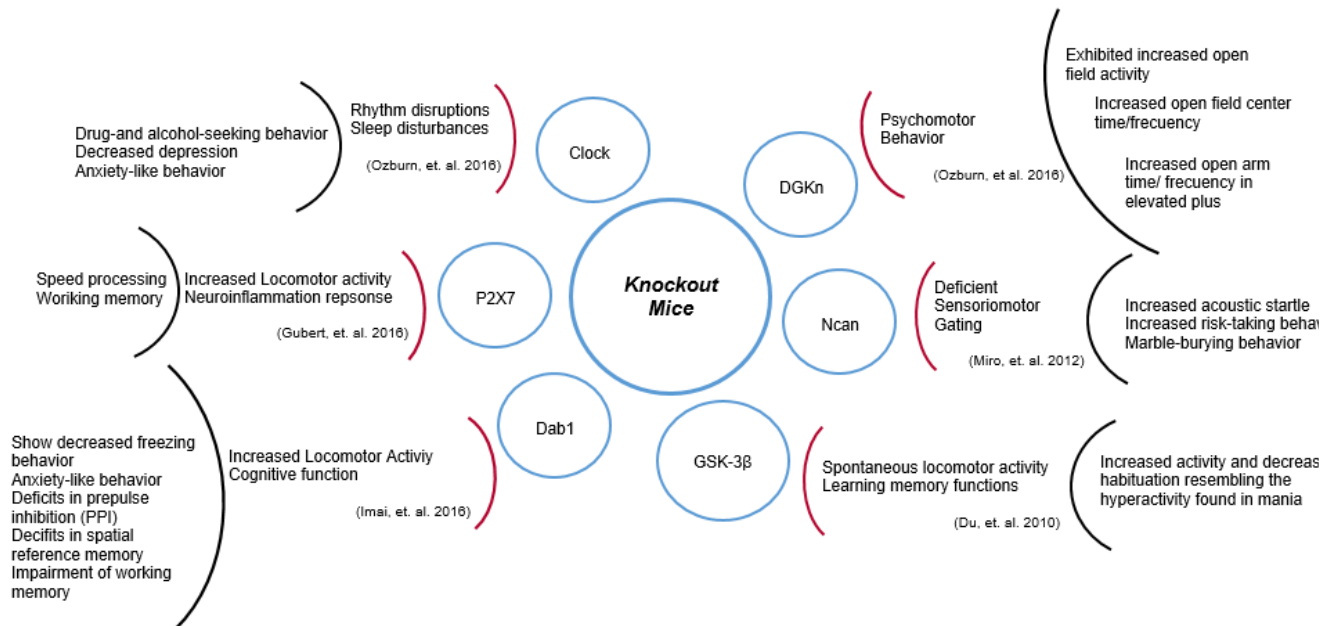 Knockout
Mice
Clock
Rhythm disruptions
Sleep disturbances
(Ozburn, et. al. 2016)
Drug-and alcohol-seeking behavior
Decreased depression
Anxiety-like behavior
P2X7
Increased Locomotor activity
Neuroinflammation repsonse
(Gubert, et. al. 2016)
Speed processing
Woriking memory
Dab1
Increased Locomotor Activiy
Cognitive function
(Imai, et. al. 2016)
Show decreased freezing
behavior
Anxiety-like behavior
Deficits in prepulse
inhibition (PPI)
Decifits in spatial
reference memory
Impairment of working
memory
DGKn
Psychomotor
Behavior
(Ozburn, et al. 2016)
Exhibited increased open
field activity
Increased open field center
time/frecuency
Increased open arm
time/ frecuency in
elevated plus
Ncan
Deficient
Sensoriomotor
Gating
(Miro, et. al. 2012)
Increased acoustic startle
Increased risk-taking behav
Marble-burying behavior
GSK-3β
Spontaneous locomotor activity
Learning memory functions
(Du, et. al. 2010)
Increased activity and decreas
habituation resembling the
hyperactivity found in mania